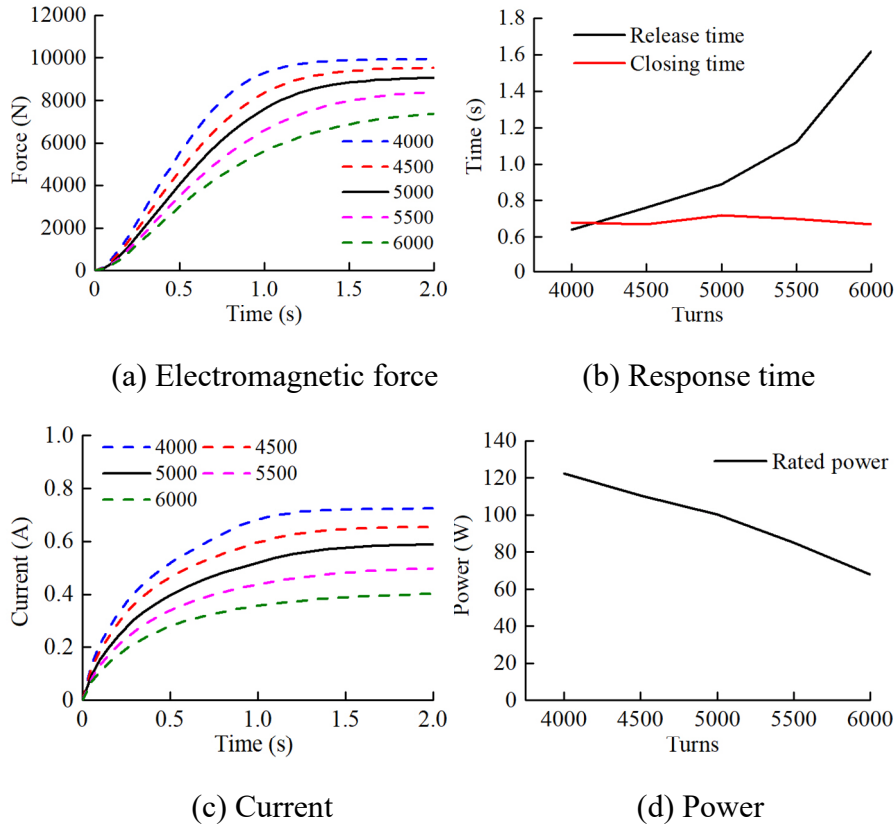 12000
10000
8000
6000
4000
2000
0
Force (N)
4000
4500
5000
5500
6000
0 0.5 1.0 1.5 2.0
Time (s)
(a) Electromagnetic force
1.8
1.6
1.4
1.2
1.0
0.8
0.6
0
Time (s)
Release time
Closing time
4000 4500 5000 5500 6000
Turns
(b) Response time
1.0
0.8
0.6
0.4
0.2
0
Current (A)
4000 4500
5000 5500
6000
0 0.5 1.0 1.5 2.0
Time (s)
(c) Current
140
120
100
80
60
40
20
0
Power (W)
Rated power
4000 4500 5000 5500 6000
Turns
(d) Power